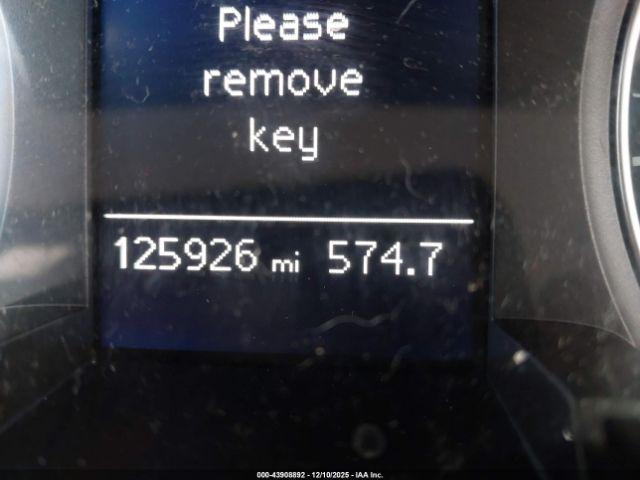 Please
remove
key
125926 mi 574.7
000-43908892 - 12/10/2025 - IAA Inc.